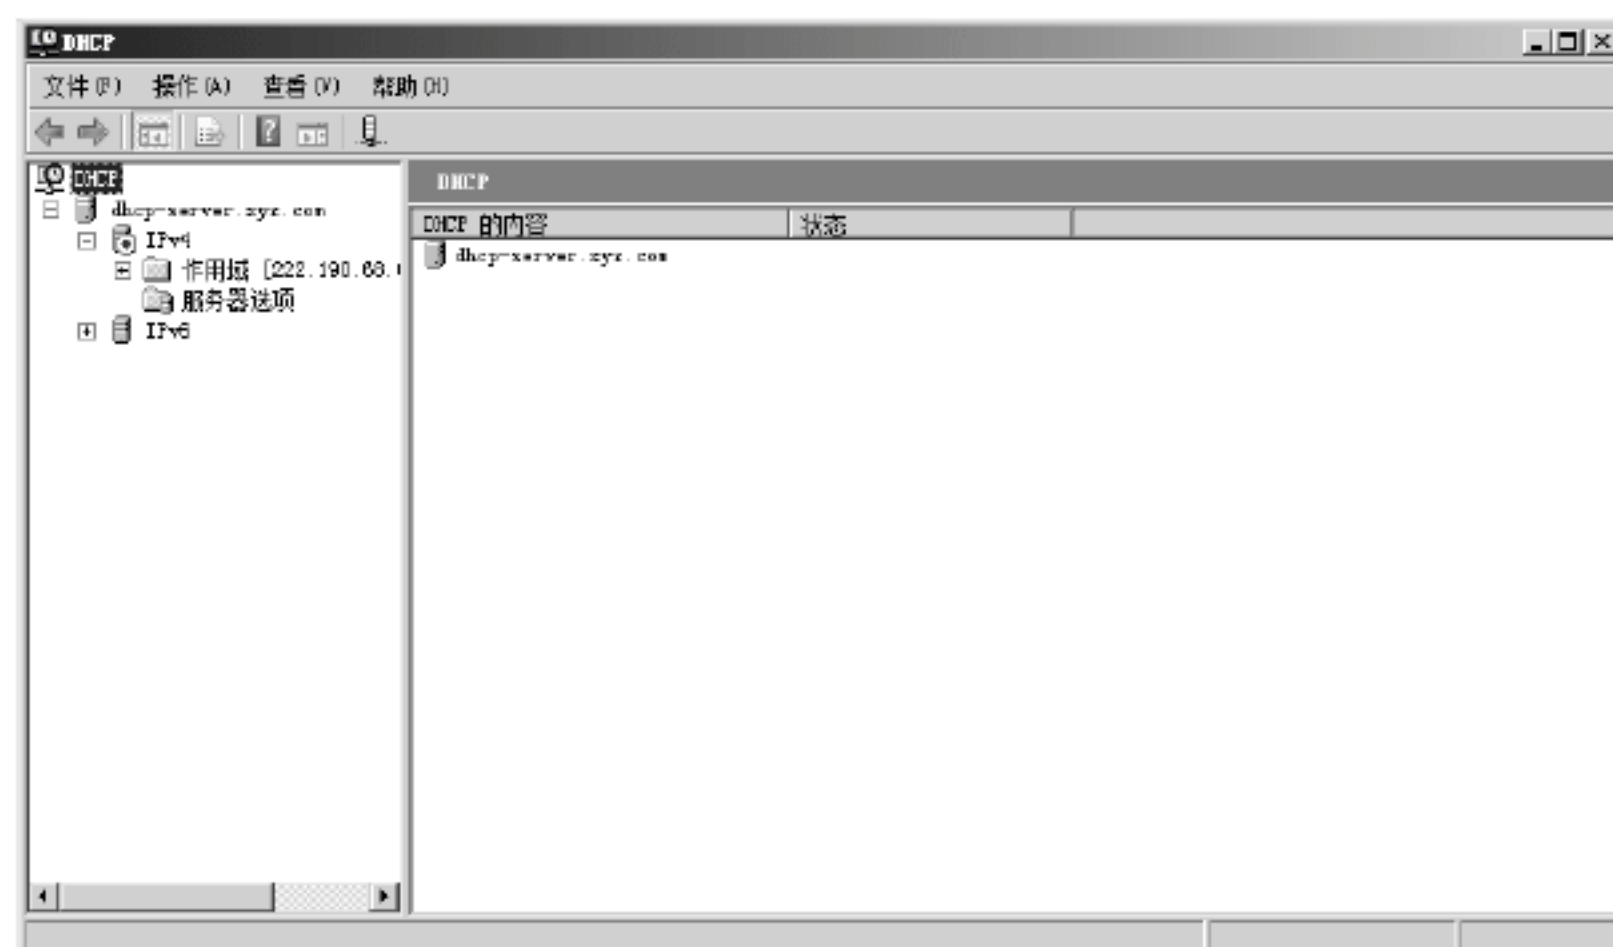 DHCP
文件(F) 操作(A) 查看(V) 帮助(H)
DHCP
dhcp-server.xyz.com
IPv4
作用域 [222.190.68.
服务器选项
IPv6
DHCP
DHCP 的内容 状态
dhcp-server.xyz.com